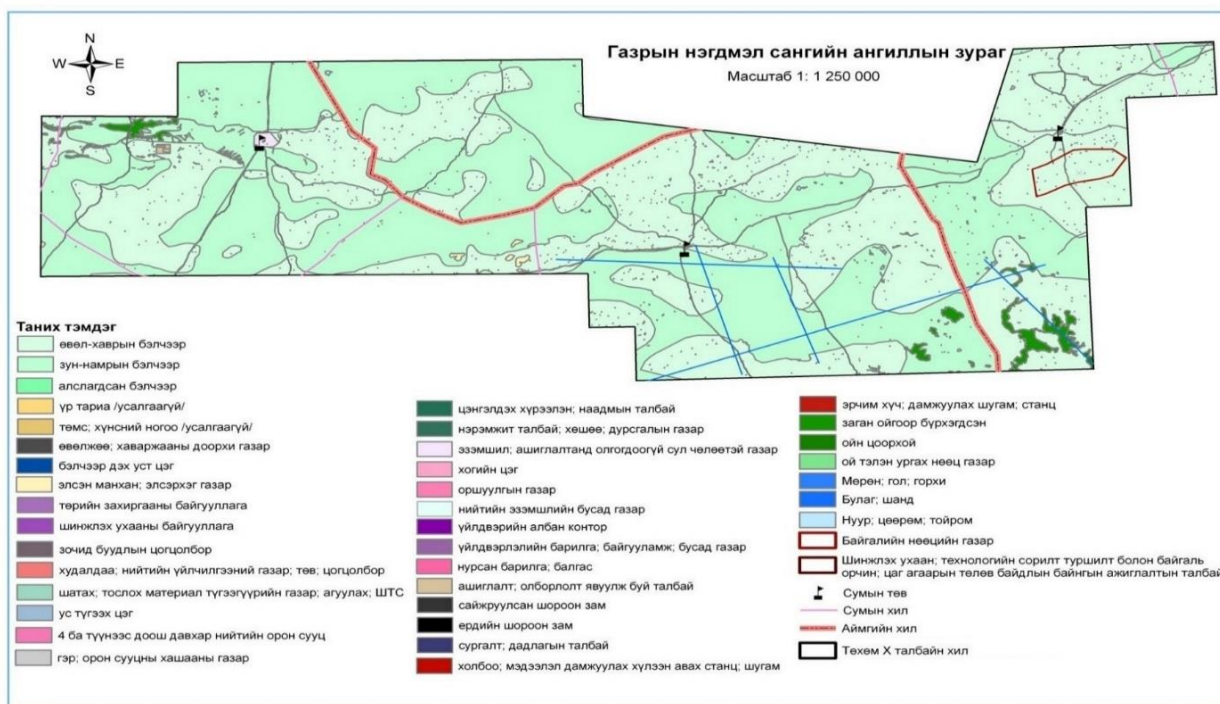 Газрын нэгдмэл сангийн ангиллын зураг
Масштаб 1: 1 250 000
N
W
E
S
Таних тэмдэг
өвөл-хаврын бэлчээр
зун-намрын бэлчээр
алслагдсан бэлчээр
үр тариа /усалгаагүй/
төмс; хүнсний ногоо /усалгаагүй/
өвөлжөө; хаваржааны доорхи газар
бэлчээр дэх уст цэг
элсэн манхан; элсэрхэг газар
төрийн захиргааны байгууллага
шинжлэх ухааны байгууллага
зочид буудлын цогцолбор
худалдаа; нийтийн үйлчилгээний газар; төв; цогцолбор
шатах; тослох материал түгээгүүрийн газар; агуулах; ШТС
ус түгээх цэг
4 ба түүнээс доош давхар нийтийн орон сууц
гэр; орон сууцны хашааны газар
цэнгэлдэх хүрээлэн; наадмын талбай
нэрэмжит талбай; хөшөө; дурсгалын газар
эзэмшил; ашиглалтанд олгогдоогүй сул чөлөөтэй газар
хогийн цэг
оршуулгын газар
нийтийн эзэмшлийн бусад газар
үйлдвэрийн албан контор
үйлдвэрлэлийн барилга; байгууламж; бусад газар
нурсан барилга; балгас
ашиглалт; олборлолт явуулж буй талбай
сайжруулсан шороон зам
ердийн шороон зам
сургалт; дадлагын талбай
холбоо; мэдээлэл дамжуулах хүлээн авах станц; шугам
эрчим хүч; дамжуулах шугам; станц
заган ойгоор бүрхэгдсэн
ойн цоорхой
ой тэлэн ургах нөөц газар
Мөрөн; гол; горхи
Булаг; шанд
Нуур; цөөрөм; тойром
Байгалийн нөөцийн газар
Шинжлэх ухаан; технологийн сорилт туршилт болон байгаль
орчин; цаг агаарын төлөв байдлын байнгын ажиглалтын талбай
Сумын төв
Сумын хил
Аймгийн хил
Төхөм X талбайн хил